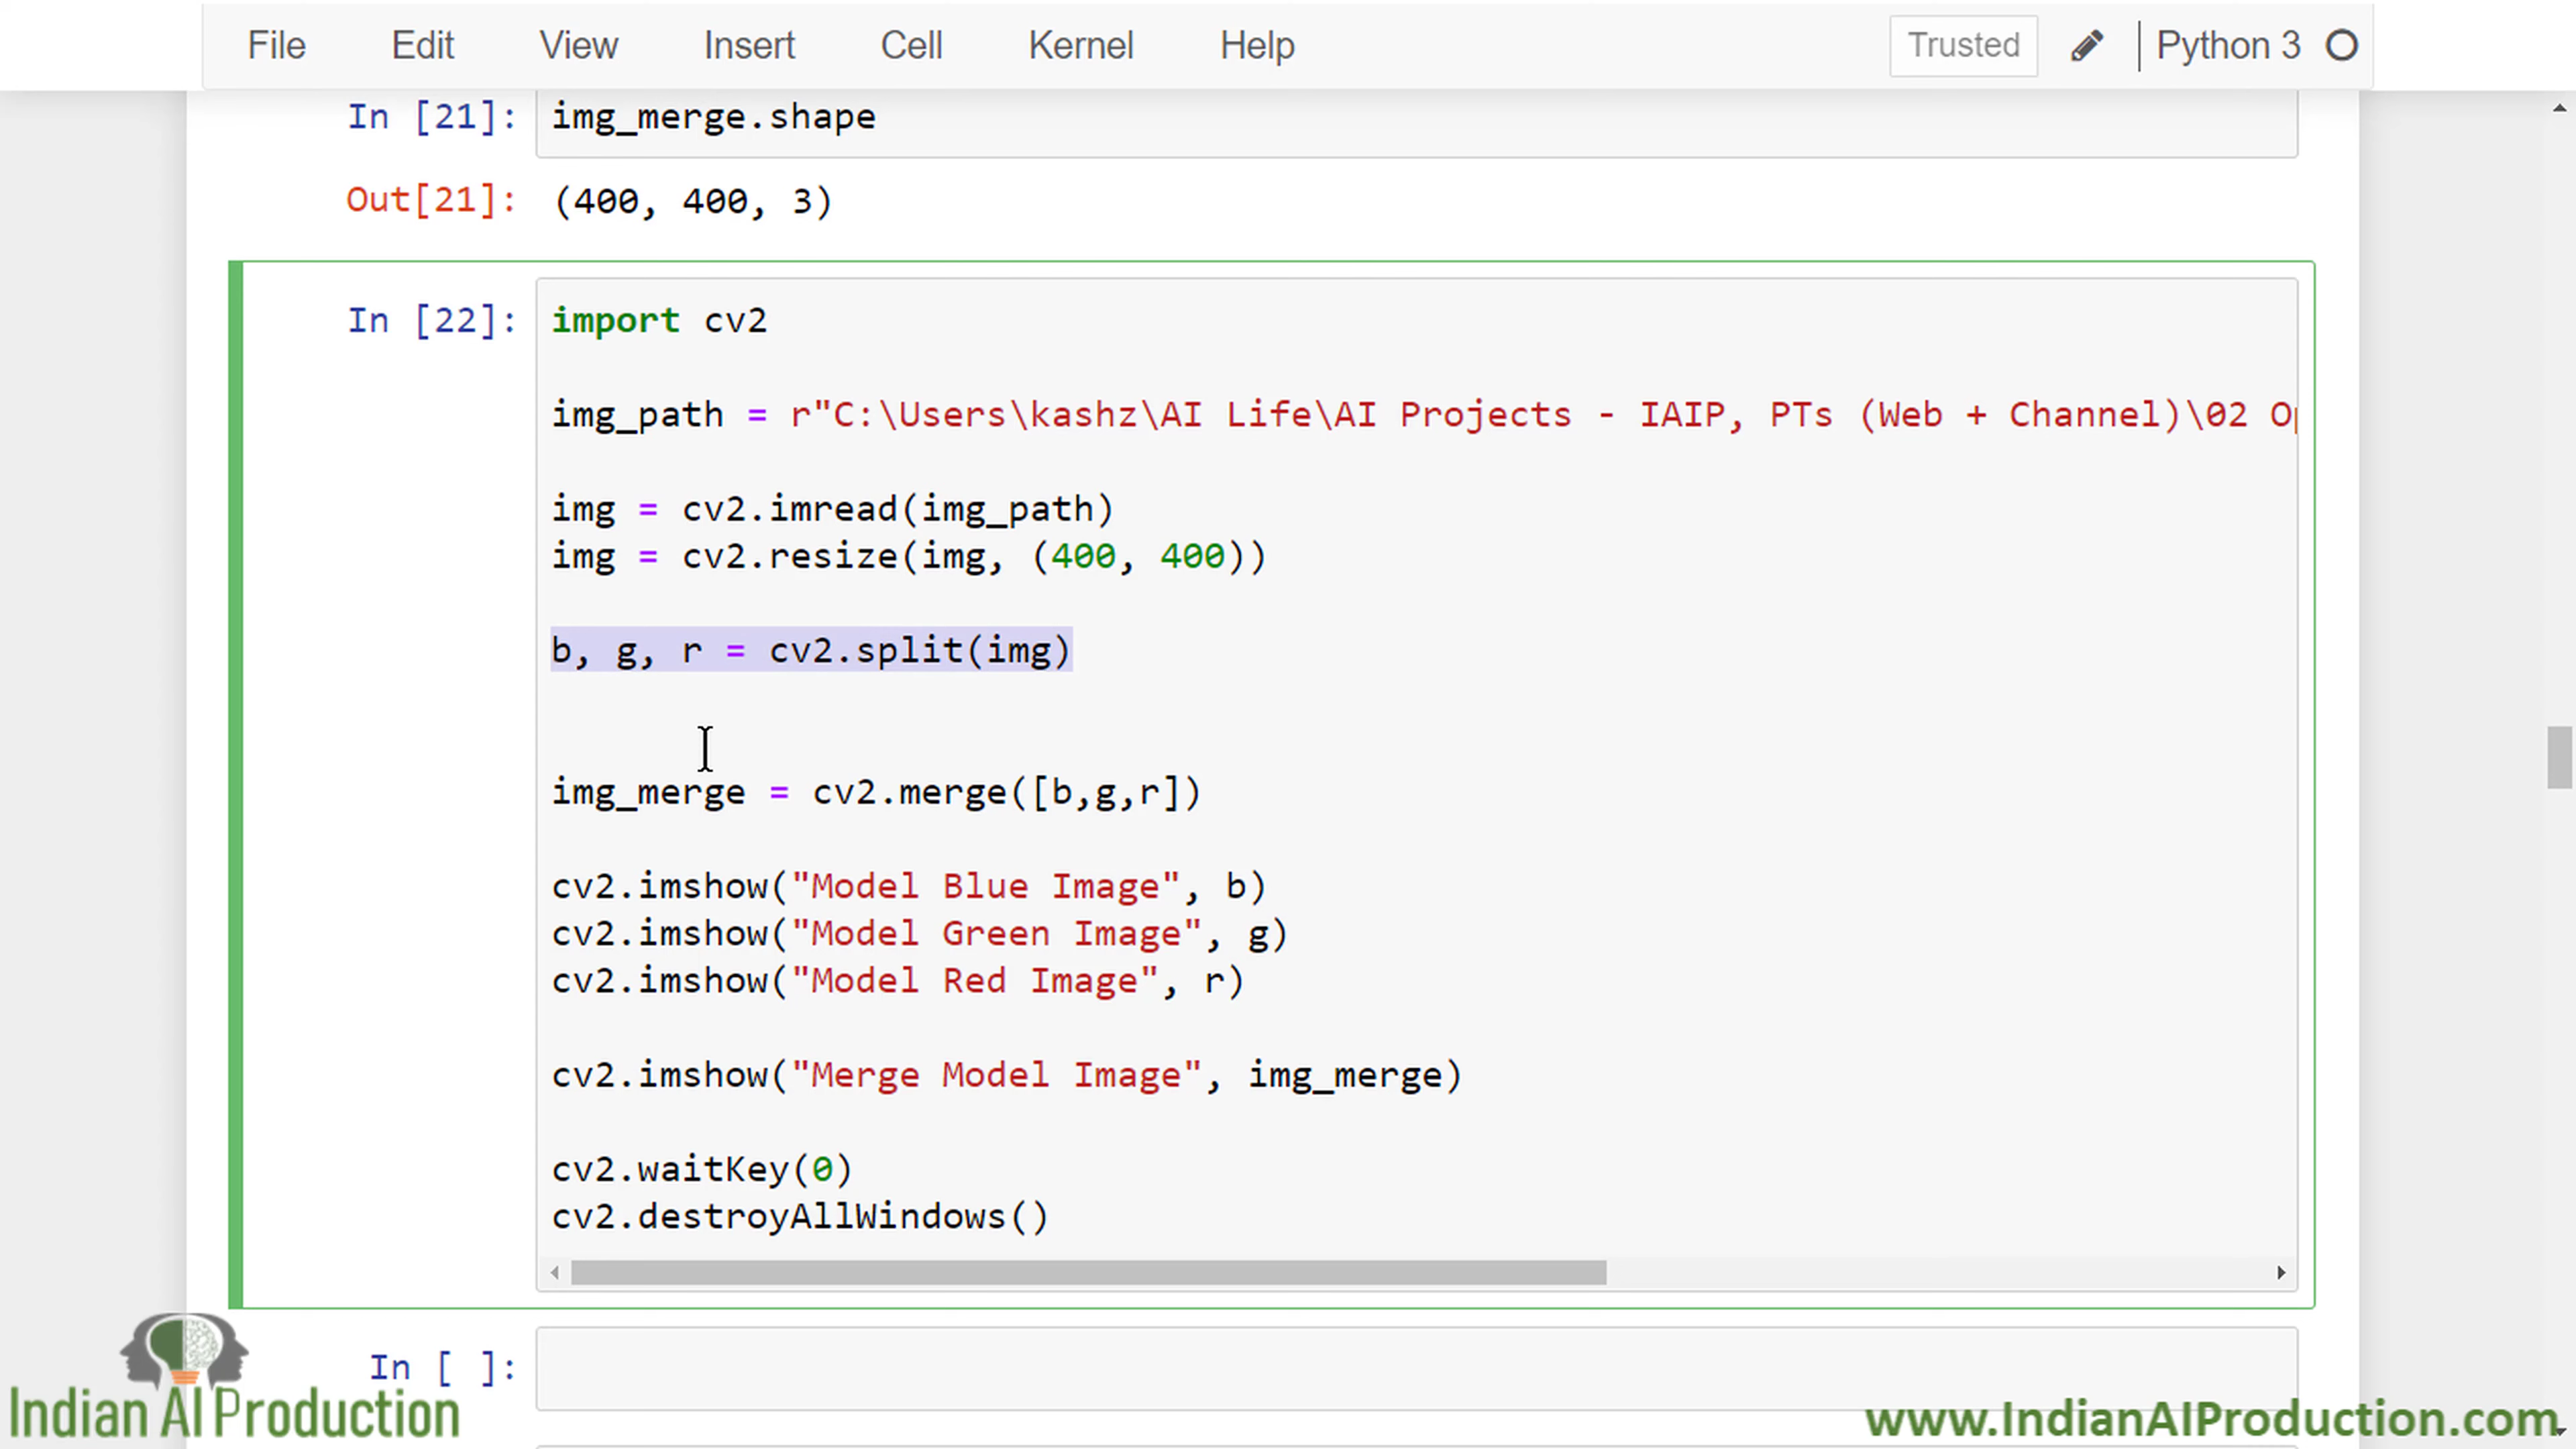 File Edit View Insert Cell Kernel Help Trusted Python 3
In [21]: img_merge.shape
Out[21]: (400, 400, 3)
In [22]: import cv2
img_path = r"C:\Users\kashz\AI Life\AI Projects - IAIP, PTs (Web + Channel)\02 Op
img = cv2.imread(img_path)
img = cv2.resize(img, (400, 400))
b, g, r = cv2.split(img)
img_merge = cv2.merge([b,g,r])
cv2.imshow("Model Blue Image", b)
cv2.imshow("Model Green Image", g)
cv2.imshow("Model Red Image", r)
cv2.imshow("Merge Model Image", img_merge)
cv2.waitKey(0)
cv2.destroyAllWindows()
In [ ]:
Indian AI Production
www.IndianAIProduction.com